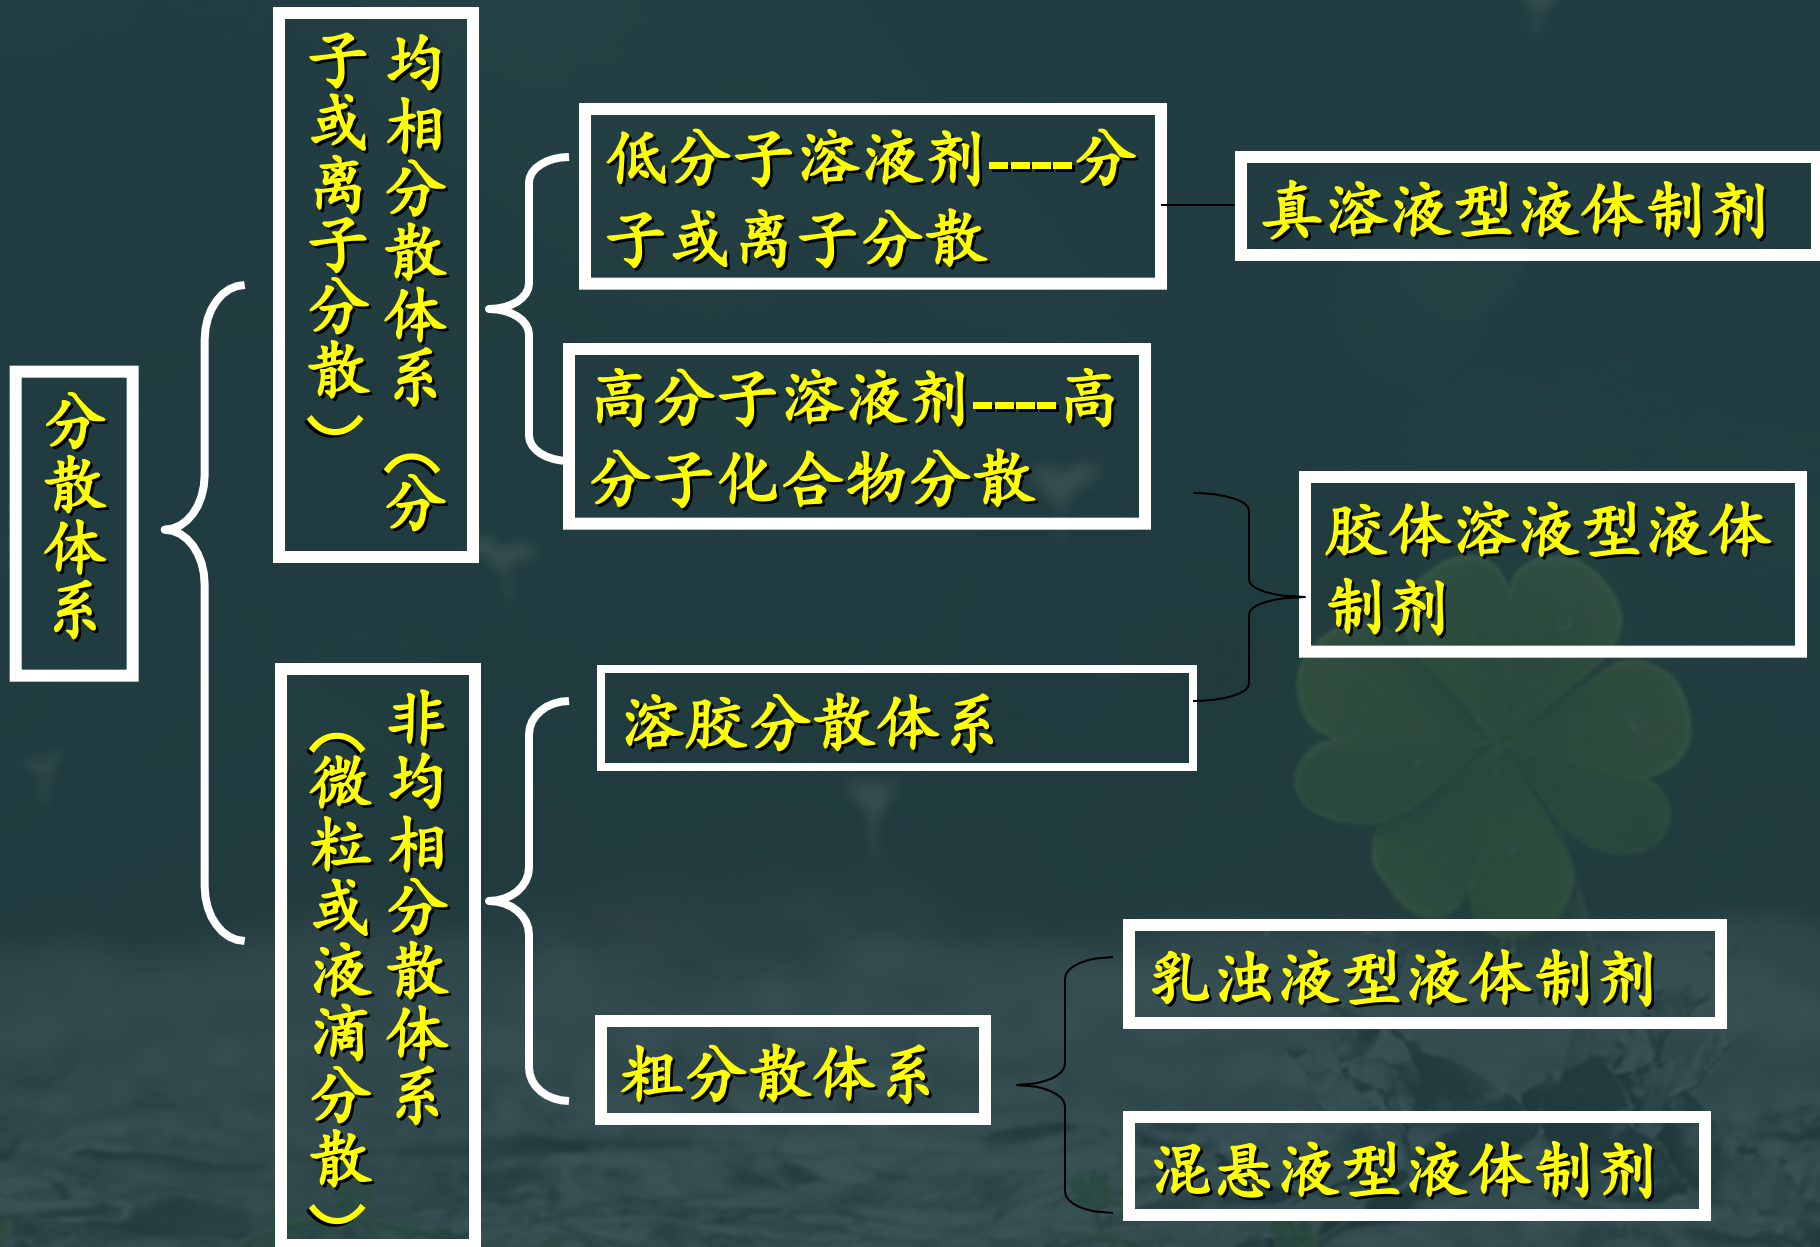 分散体系
均相分散体系（分
子或离子分散）
低分子溶液剂----分
子或离子分散
真溶液型液体制剂
高分子溶液剂----高
分子化合物分散
胶体溶液型液体
制剂
非均相分散体系
（微粒或液滴分散）
溶胶分散体系
粗分散体系
乳浊液型液体制剂
混悬液型液体制剂